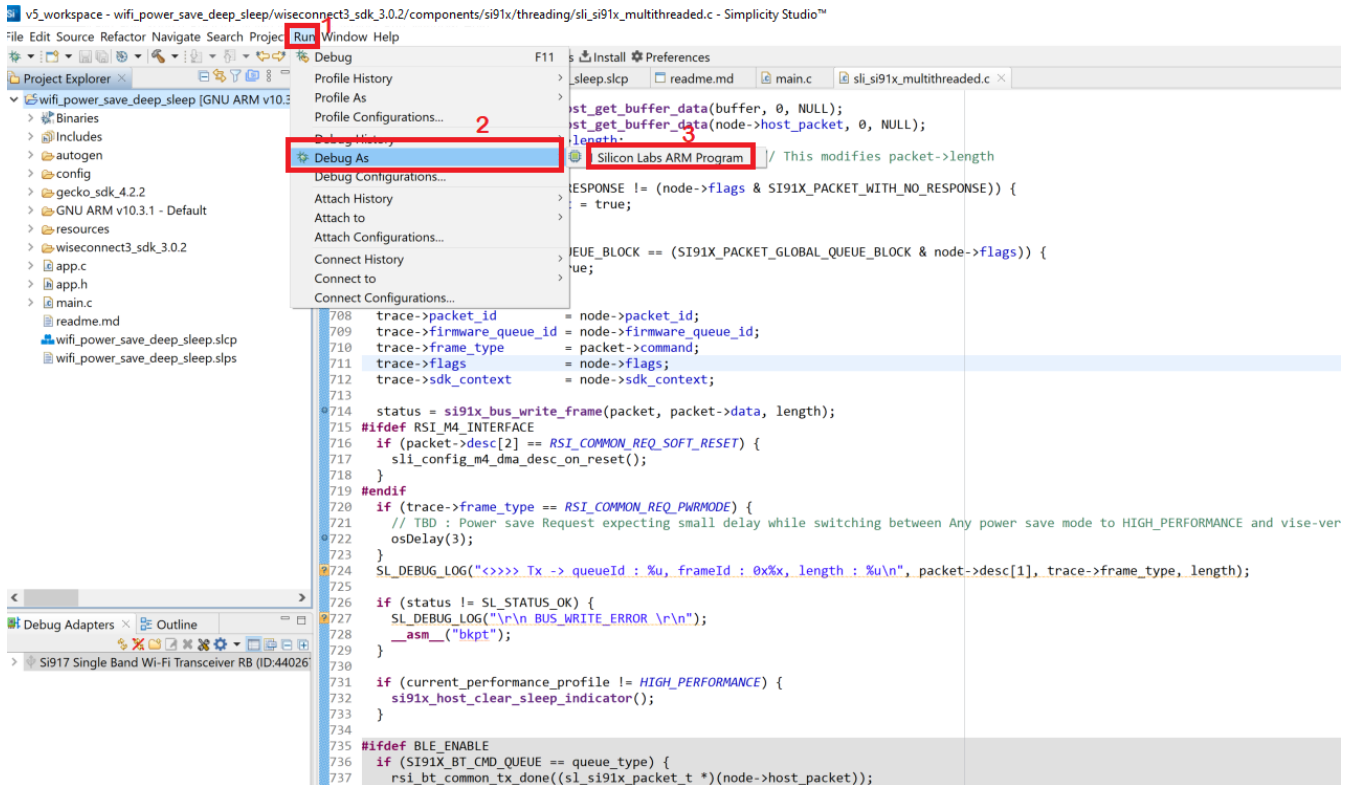 v5_workspace - wifi_power_save_deep_sleep/wiseconnect3_sdk_3.0.2/components/si91x/threading/sli_si91x_multithreaded.c - Simplicity Studio™
1
File Edit Source Refactor Navigate Search Project Run Window Help
Debug F11
Install Preferences
Project Explorer
_sleep.slcp readme.md main.c sli_si91x_multithreaded.c
Profile History
Profile As
Profile Configurations...
2
Debug History
Debug As
3
Silicon Labs ARM Program
Debug Configurations...
Attach History
Attach to
Attach Configurations...
Connect History
Connect to
Connect Configurations...
wifi_power_save_deep_sleep [GNU ARM v10.3
Binaries
Includes
autogen
config
gecko_sdk_4.2.2
GNU ARM v10.3.1 - Default
resources
wiseconnect3_sdk_3.0.2
app.c
app.h
main.c
readme.md
wifi_power_save_deep_sleep.slcp
wifi_power_save_deep_sleep.slps
Debug Adapters Outline
Si917 Single Band Wi-Fi Transceiver RB (ID:44026
st_get_buffer_data(buffer, 0, NULL);
st_get_buffer_data(node->host_packet, 0, NULL);
length;
/ This modifies packet->length
RESPONSE != (node->flags & SI91X_PACKET_WITH_NO_RESPONSE)) {
= true;
UEUE_BLOCK == (SI91X_PACKET_GLOBAL_QUEUE_BLOCK & node->flags)) {
rue;
708 trace->packet_id = node->packet_id;
709 trace->firmware_queue_id = node->firmware_queue_id;
710 trace->frame_type = packet->command;
711 trace->flags = node->flags;
712 trace->sdk_context = node->sdk_context;
713
714 status = si91x_bus_write_frame(packet, packet->data, length);
715 #ifdef RSI_M4_INTERFACE
716 if (packet->desc[2] == RSI_COMMON_REQ_SOFT_RESET) {
717 sli_config_m4_dma_desc_on_reset();
718 }
719 #endif
720 if (trace->frame_type == RSI_COMMON_REQ_PWRMODE) {
721 // TBD : Power save Request expecting small delay while switching between Any power save mode to HIGH_PERFORMANCE and vise-ver
722 osDelay(3);
723 }
724 SL_DEBUG_LOG("<>>>> Tx -> queueId : %u, frameId : 0x%x, length : %u\n", packet->desc[1], trace->frame_type, length);
725
726 if (status != SL_STATUS_OK) {
727 SL_DEBUG_LOG("\r\n BUS_WRITE_ERROR \r\n");
728 __asm__("bkpt");
729 }
730
731 if (current_performance_profile != HIGH_PERFORMANCE) {
732 si91x_host_clear_sleep_indicator();
733 }
734
735 #ifdef BLE_ENABLE
736 if (SI91X_BT_CMD_QUEUE == queue_type) {
737 rsi_bt_common_tx_done((sl_si91x_packet_t *)(node->host_packet));